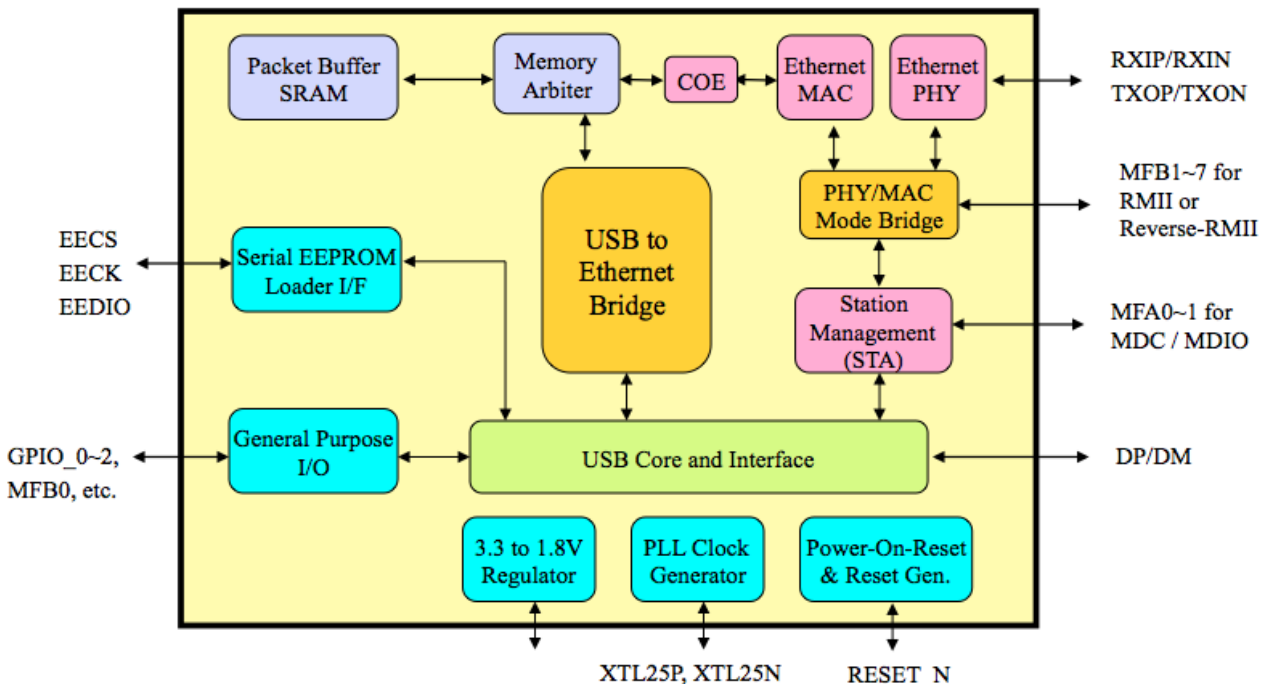 Packet Buffer
SRAM
Memory
Arbiter
COE
Ethernet
MAC
Ethernet
PHY
RXIP/RXIN
TXOP/TXON
PHY/MAC
Mode Bridge
MFB1~7 for
RMII or
Reverse-RMII
USB to
Ethernet
Bridge
EECS
EECK
EEDIO
Serial EEPROM
Loader I/F
Station
Management
(STA)
MFA0~1 for
MDC / MDIO
GPIO_0~2,
MFB0, etc.
General Purpose
I/O
USB Core and Interface
DP/DM
3.3 to 1.8V
Regulator
PLL Clock
Generator
Power-On-Reset
& Reset Gen.
XTL25P, XTL25N
RESET_N